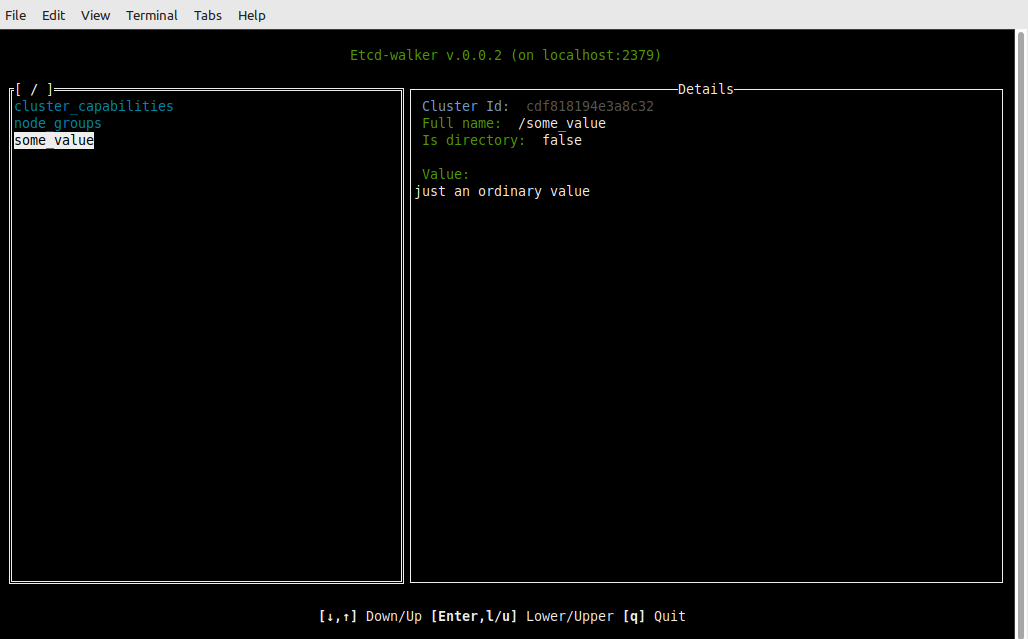 File Edit View Terminal Tabs Help
Etcd-walker v.0.0.2 (on localhost:2379)
[ / ]
cluster_capabilities
node_groups
some_value
Details
Cluster Id: cdf818194e3a8c32
Full name: /some_value
Is directory: false
Value:
just an ordinary value
[↓,↑] Down/Up [Enter,l/u] Lower/Upper [q] Quit